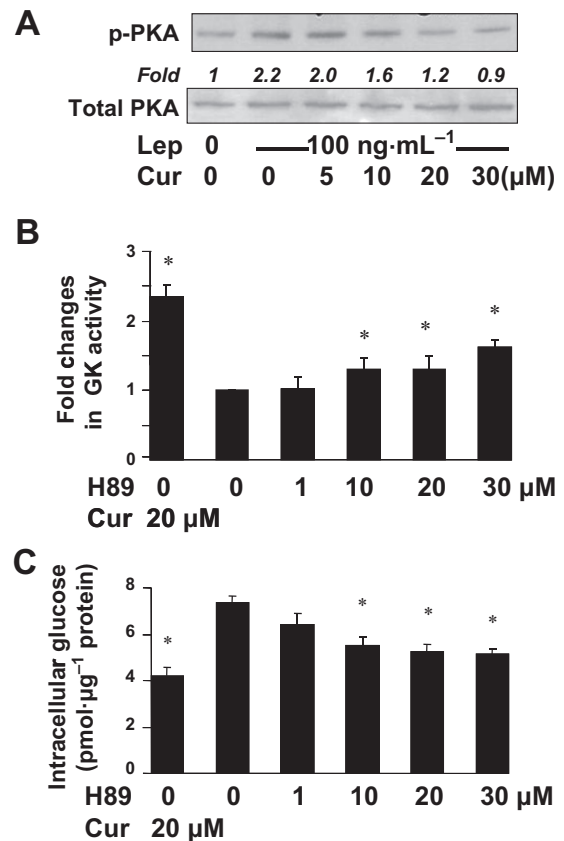 A
p-PKA
Fold 1 2.2 2.0 1.6 1.2 0.9
Total PKA
Lep 0 100 ng·mL⁻¹
Cur 0 0 5 10 20 30(µM)
B
Fold changes
in GK activity
3
2
1
0
* * * *
H89 0 0 1 10 20 30 µM
Cur 20 µM
C
Intracellular glucose
(pmol·µg⁻¹ protein)
8
6
4
2
0
* * * *
H89 0 0 1 10 20 30 µM
Cur 20 µM